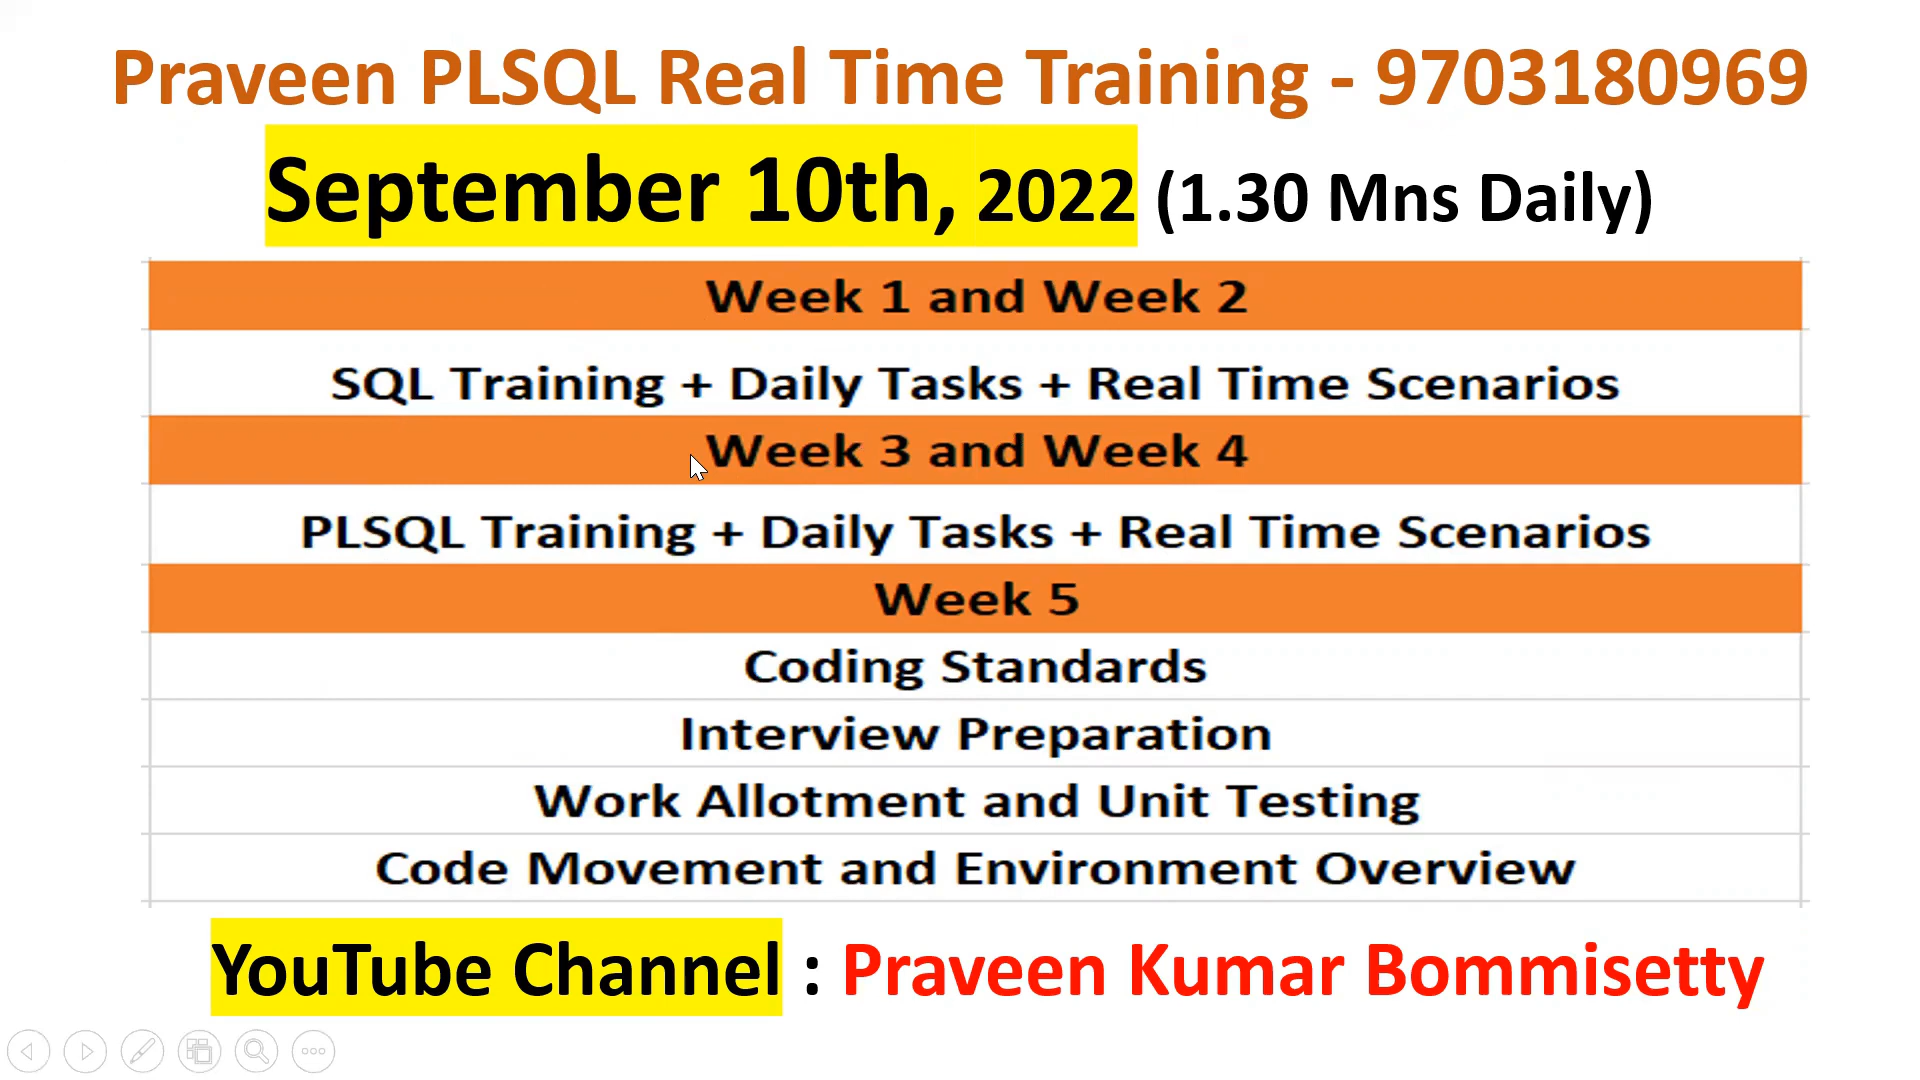 Praveen PLSQL Real Time Training - 9703180969
September 10th, 2022 (1.30 Mns Daily)
Week 1 and Week 2
SQL Training + Daily Tasks + Real Time Scenarios
Week 3 and Week 4
PLSQL Training + Daily Tasks + Real Time Scenarios
Week 5
Coding Standards
Interview Preparation
Work Allotment and Unit Testing
Code Movement and Environment Overview
YouTube Channel : Praveen Kumar Bommisetty